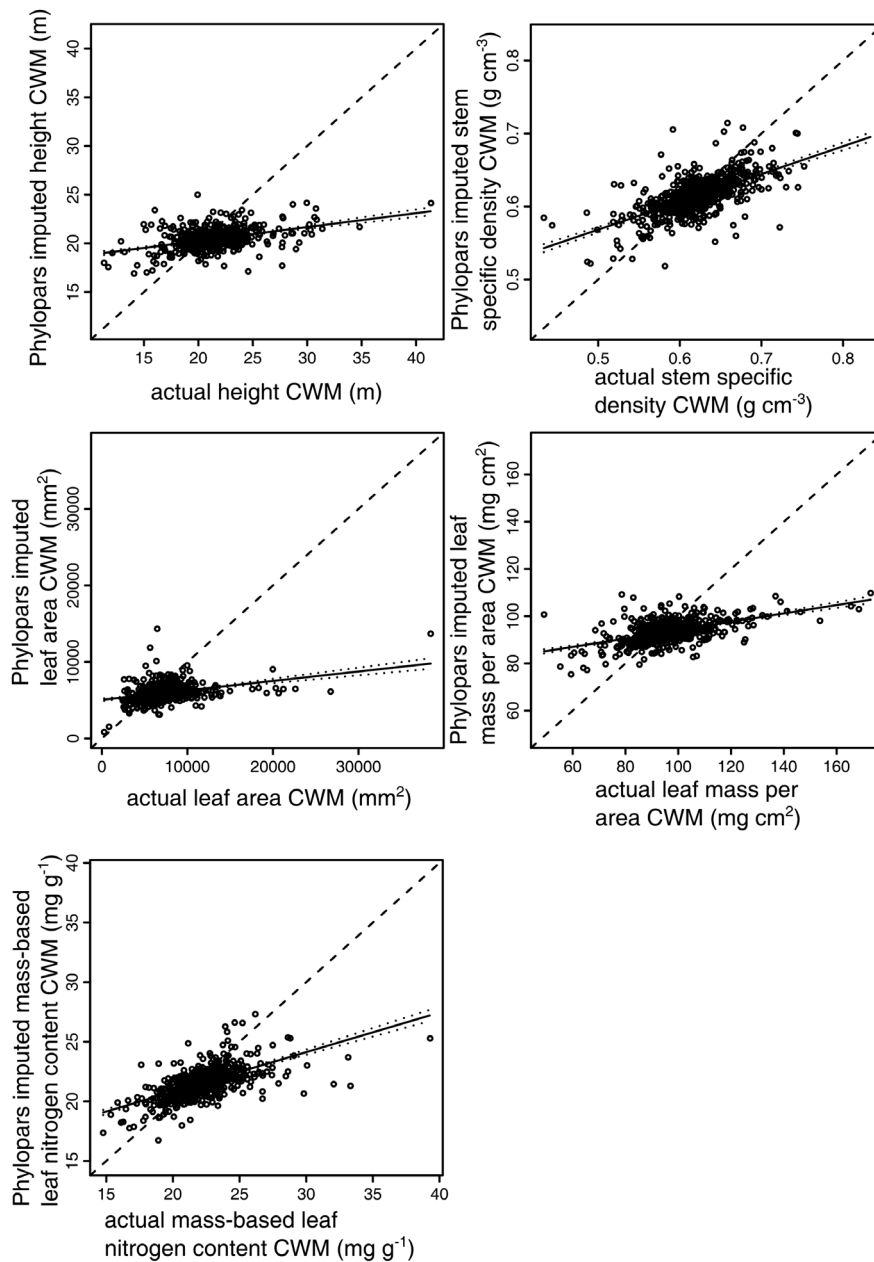 Phylopars imputed height CWM (m)
40
35
30
25
20
15
15 20 25 30 35 40
actual height CWM (m)
Phylopars imputed stem
specific density CWM (g cm-3)
0.8
0.7
0.6
0.5
0.5 0.6 0.7 0.8
actual stem specific
density CWM (g cm-3)
Phylopars imputed
leaf area CWM (mm2)
30000
20000
10000
0
0 10000 20000 30000
actual leaf area CWM (mm2)
Phylopars imputed leaf
mass per area CWM (mg cm2)
160
140
120
100
80
60
60 80 100 120 140 160
actual leaf mass per
area CWM (mg cm2)
Phylopars imputed mass-based
leaf nitrogen content CWM (mg g-1)
40
35
30
25
20
15
15 20 25 30 35 40
actual mass-based leaf
nitrogen content CWM (mg g-1)